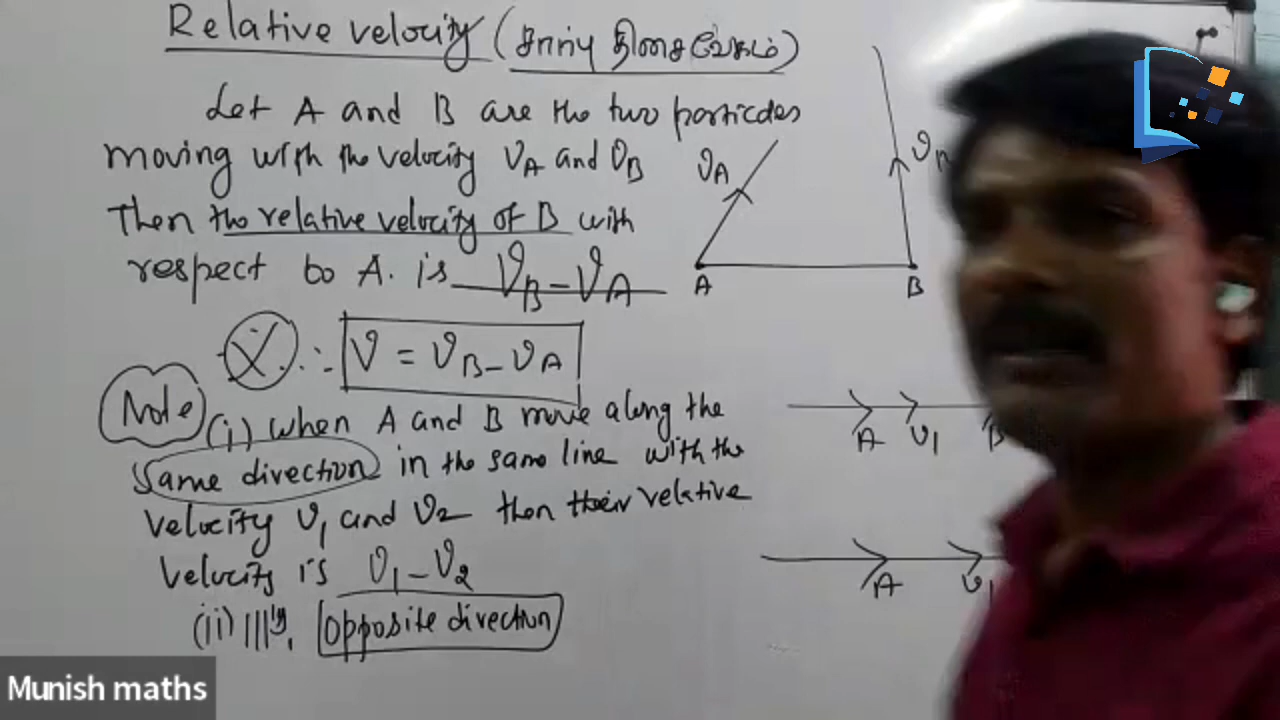 Relative velocity (சார்பு திசைவேகம்)
Let A and B are the two particles
moving with the velocity VA and VB
Then the relative velocity of B with
respect to A. is VB - VA
∴ V = VB - VA
Note
(i) when A and B move along the
same direction in the same line with the
velocity V1 and V2 then their relative
velocity is V1 - V2
(ii) |||ly, opposite direction
VA
VB
A B
A V1 B
A V1
Munish maths